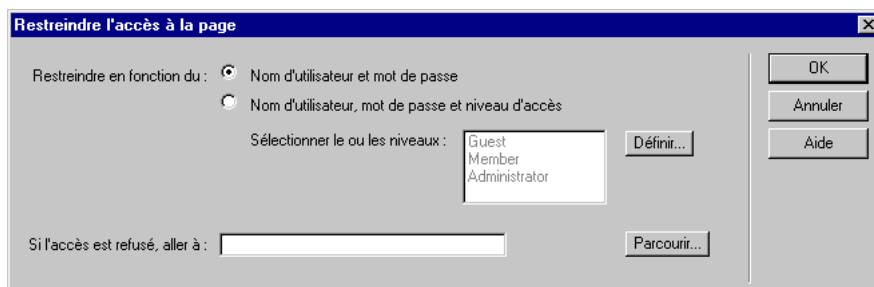 Restreindre l'accès à la page
Restreindre en fonction du : Nom d'utilisateur et mot de passe
Nom d'utilisateur, mot de passe et niveau d'accès
Sélectionner le ou les niveaux :
Guest
Member
Administrator
Définir...
Si l'accès est refusé, aller à :
Parcourir...
OK
Annuler
Aide